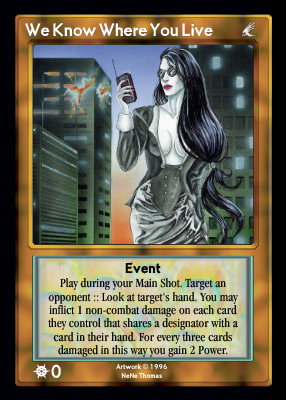 We Know Where You Live
Event
Play during your Main Shot. Target an
opponent :: Look at target's hand. You may
inflict 1 non-combat damage on each card
they control that shares a designator with a
card in their hand. For every three cards
damaged in this way you gain 2 Power.
0
Artwork © 1996
NeNe Thomas